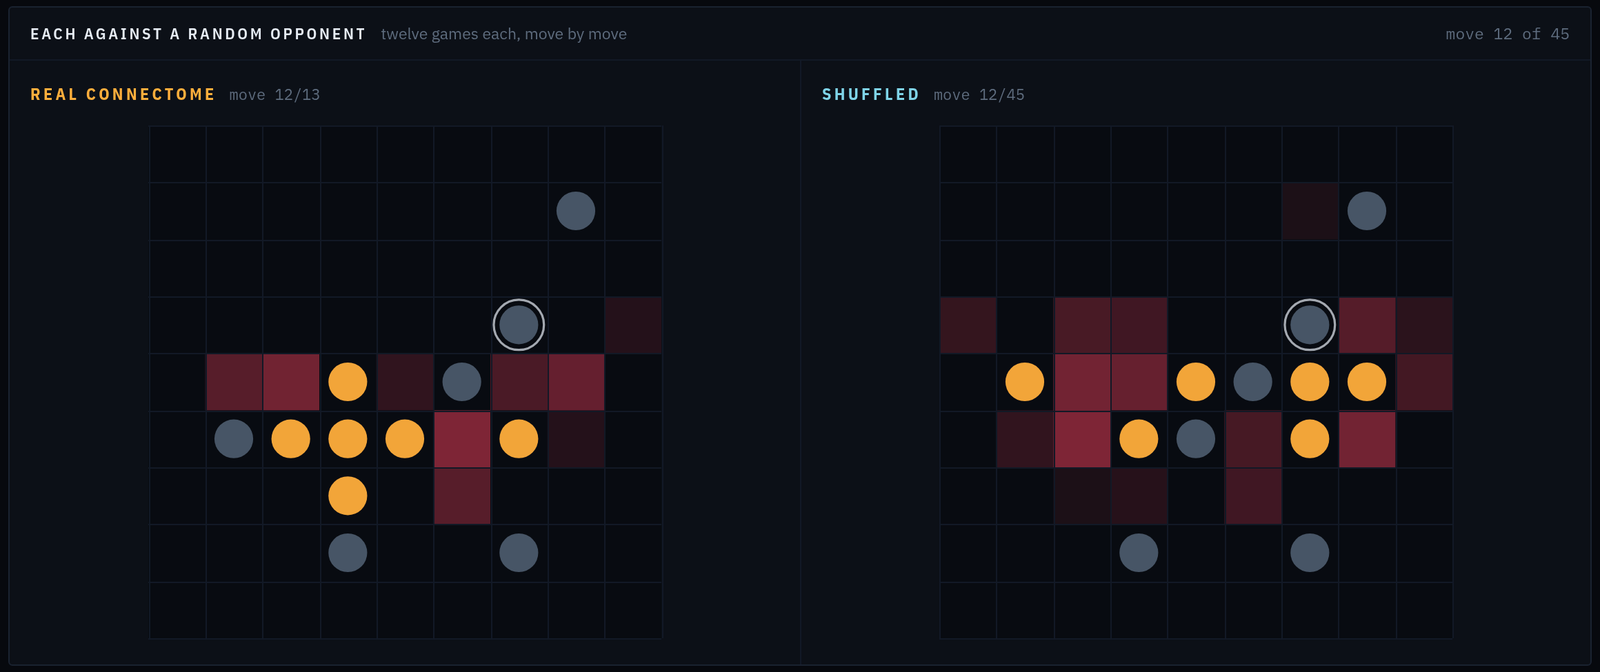 EACH AGAINST A RANDOM OPPONENT twelve games each, move by move move 12 of 45
REAL CONNECTOME move 12/13
SHUFFLED move 12/45